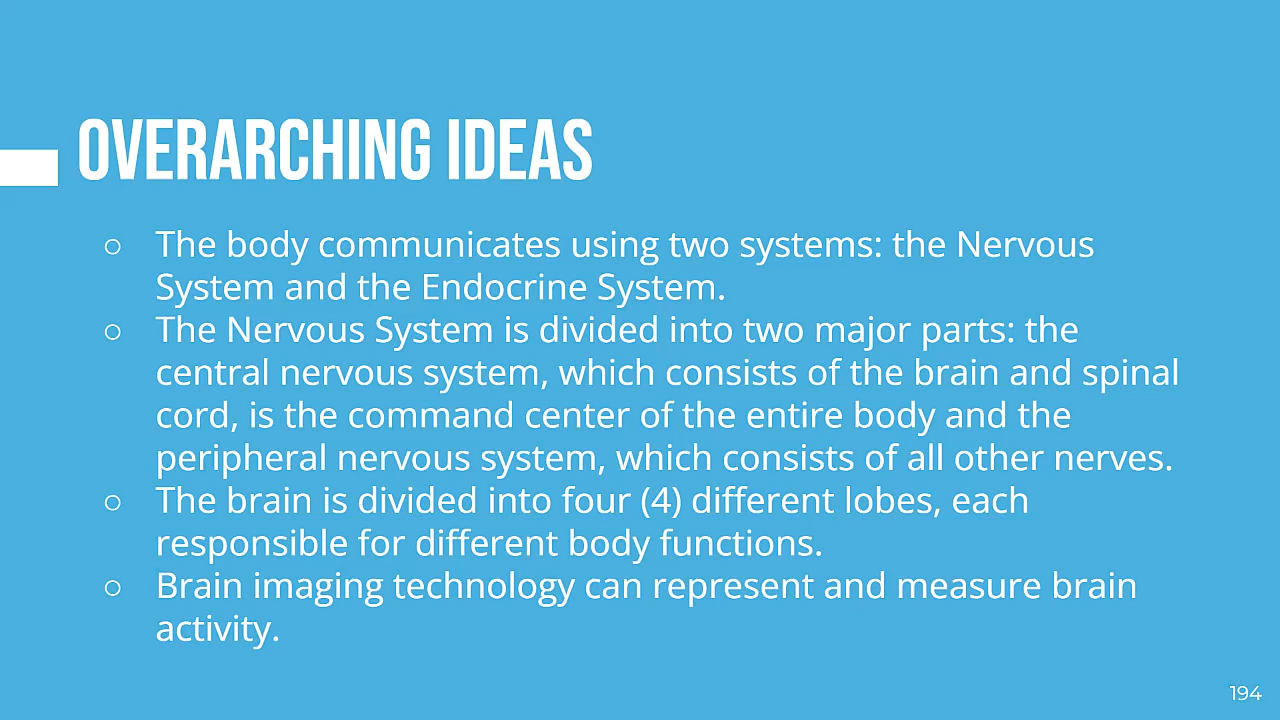 OVERARCHING IDEAS
○ The body communicates using two systems: the Nervous
System and the Endocrine System.
○ The Nervous System is divided into two major parts: the
central nervous system, which consists of the brain and spinal
cord, is the command center of the entire body and the
peripheral nervous system, which consists of all other nerves.
○ The brain is divided into four (4) different lobes, each
responsible for different body functions.
○ Brain imaging technology can represent and measure brain
activity.
194